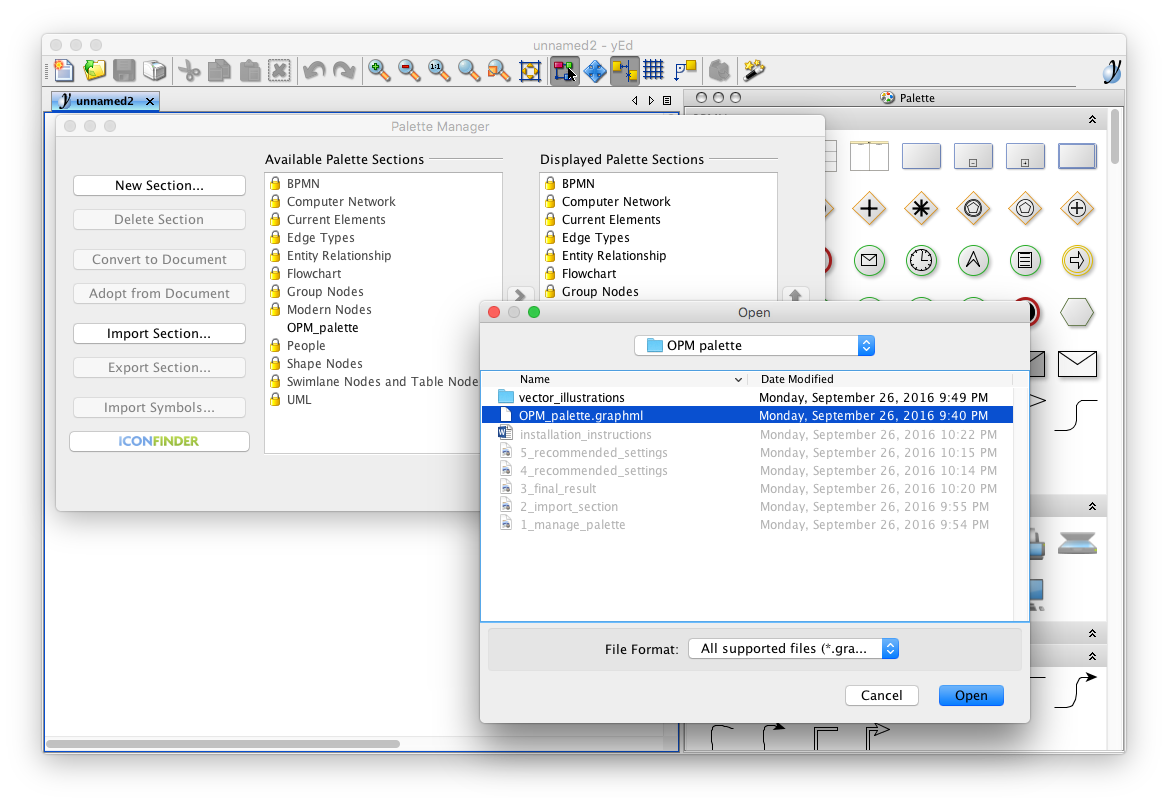 unnamed2 - yEd
1:1
unnamed2
Palette
Palette Manager
Available Palette Sections
Displayed Palette Sections
New Section...
Delete Section
Convert to Document
Adopt from Document
Import Section...
Export Section...
Import Symbols...
ICONFINDER
BPMN
Computer Network
Current Elements
Edge Types
Entity Relationship
Flowchart
Group Nodes
Modern Nodes
OPM_palette
People
Shape Nodes
Swimlane Nodes and Table Node
UML
BPMN
Computer Network
Current Elements
Edge Types
Entity Relationship
Flowchart
Group Nodes
Open
OPM palette
Name Date Modified
vector_illustrations Monday, September 26, 2016 9:49 PM
OPM_palette.graphml Monday, September 26, 2016 9:40 PM
installation_instructions Monday, September 26, 2016 10:22 PM
5_recommended_settings Monday, September 26, 2016 10:15 PM
4_recommended_settings Monday, September 26, 2016 10:14 PM
3_final_result Monday, September 26, 2016 10:20 PM
2_import_section Monday, September 26, 2016 9:55 PM
1_manage_palette Monday, September 26, 2016 9:54 PM
File Format: All supported files (*.gra...
Cancel Open